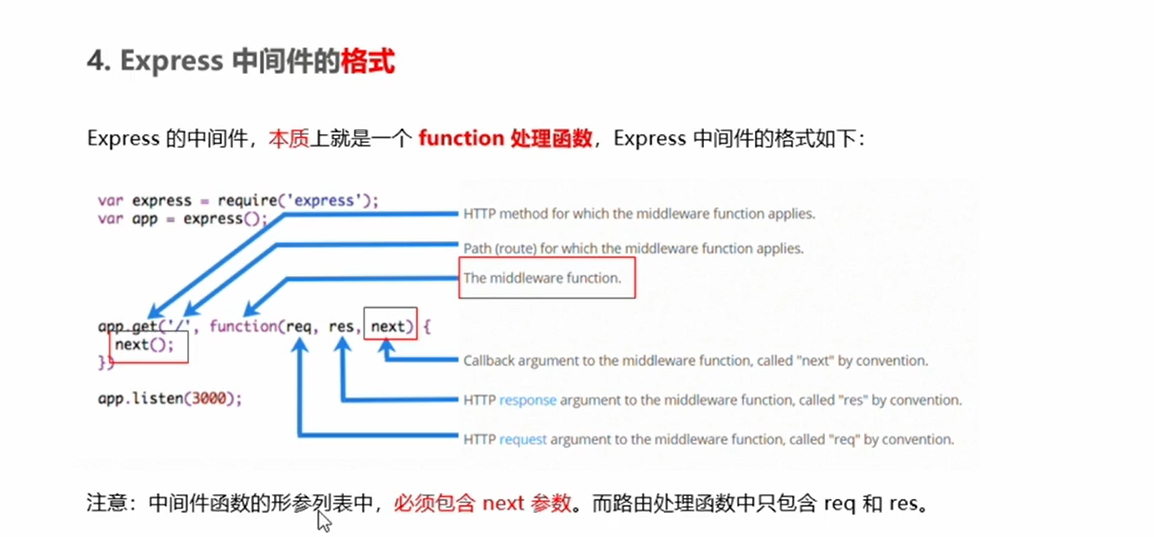 4. Express 中间件的格式
Express 的中间件，本质上就是一个 function 处理函数，Express 中间件的格式如下：
var express = require('express');
var app = express();
HTTP method for which the middleware function applies.
Path (route) for which the middleware function applies.
The middleware function.
app.get('/', function(req, res, next) {
next();
})
Callback argument to the middleware function, called "next" by convention.
app.listen(3000);
HTTP response argument to the middleware function, called "res" by convention.
HTTP request argument to the middleware function, called "req" by convention.
注意：中间件函数的形参列表中，必须包含 next 参数。而路由处理函数中只包含 req 和 res。